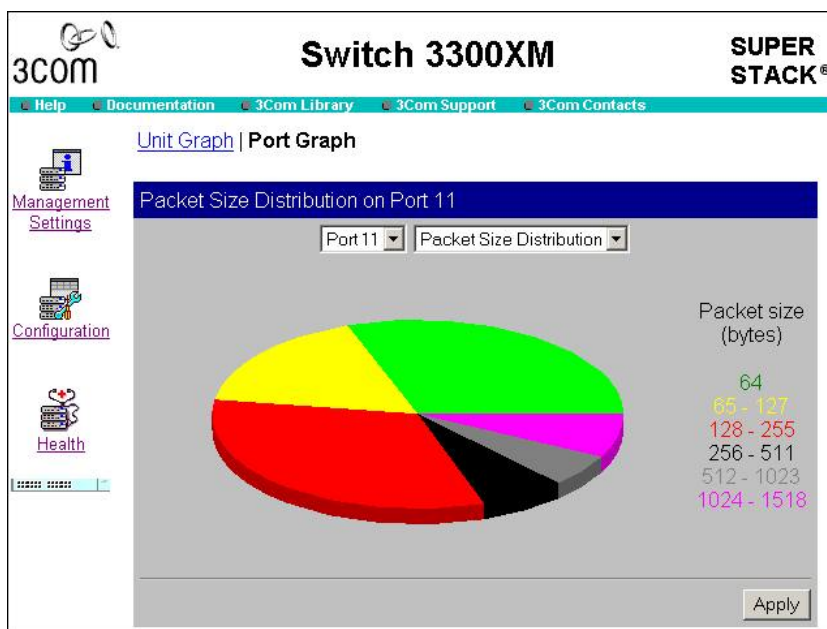 3COM
Switch 3300XM
SUPER
STACK®
Help Documentation 3Com Library 3Com Support 3Com Contacts
Unit Graph | Port Graph
Management
Settings
Configuration
Health
Packet Size Distribution on Port 11
Port 11 Packet Size Distribution
Packet size
(bytes)
64
65 - 127
128 - 255
256 - 511
512 - 1023
1024 - 1518
Apply